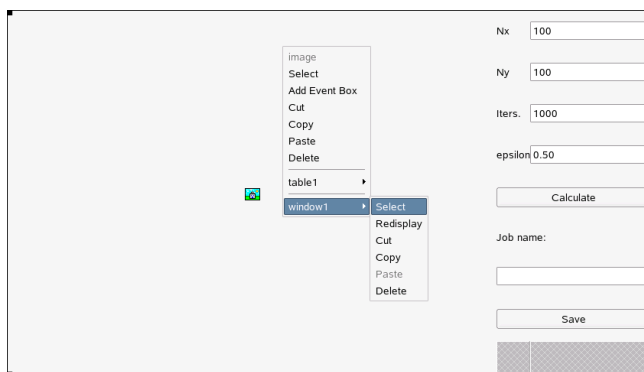 image
Select
Add Event Box
Cut
Copy
Paste
Delete
table1
window1
Select
Redisplay
Cut
Copy
Paste
Delete
Nx 100
Ny 100
Iters. 1000
epsilon 0.50
Calculate
Job name:
Save